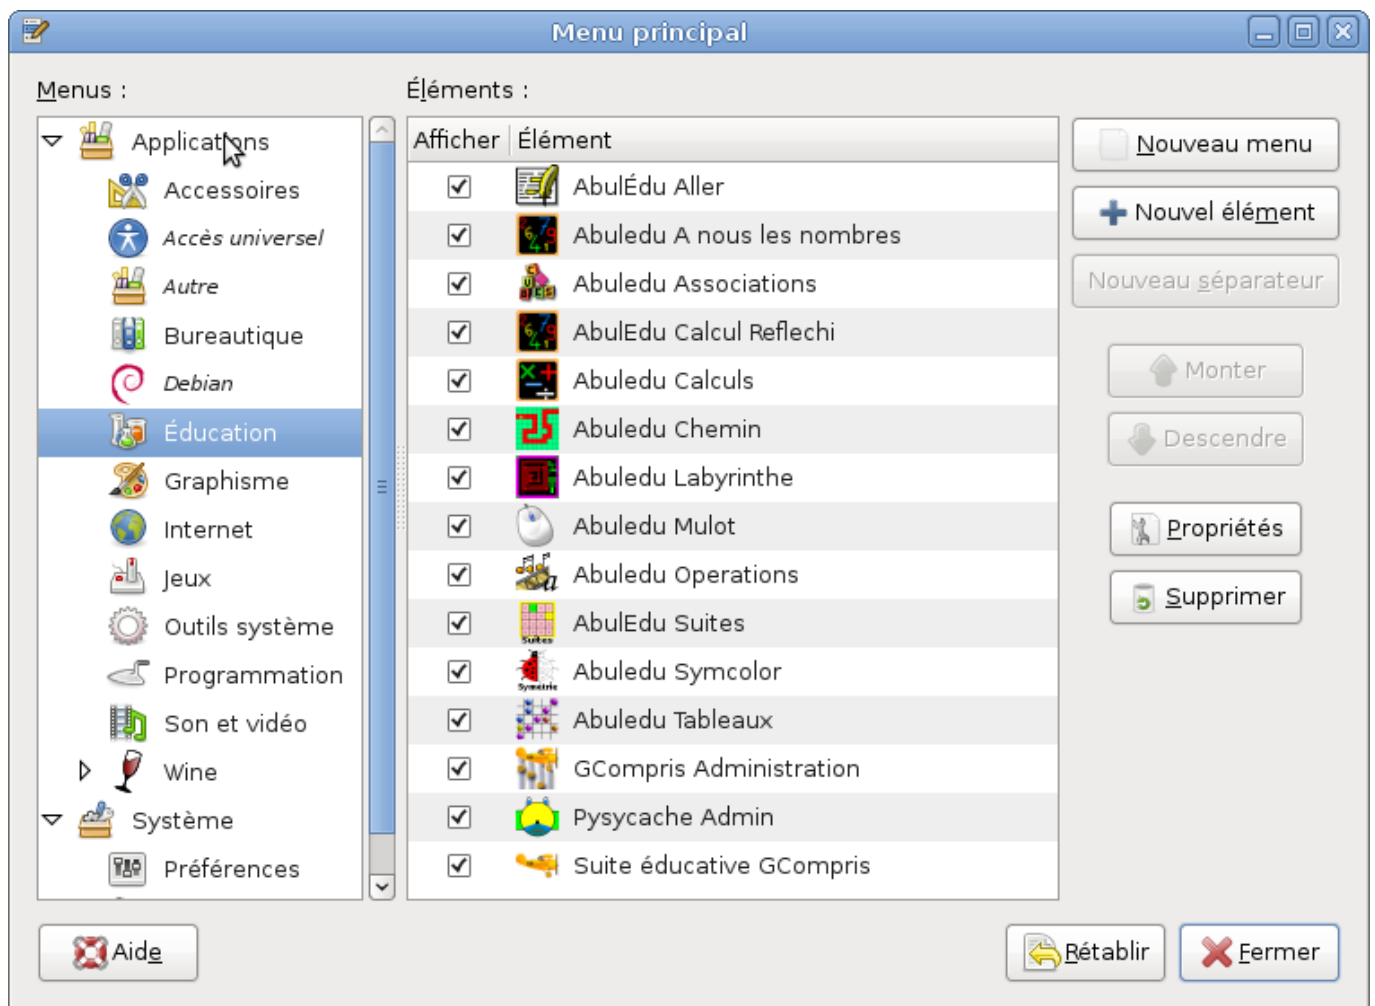 Menu principal
Menus :
Éléments :
Applications
Accessoires
Accès universel
Autre
Bureautique
Debian
Éducation
Graphisme
Internet
Jeux
Outils système
Programmation
Son et vidéo
Wine
Système
Préférences
Afficher Élément
AbulÉdu Aller
Abuledu A nous les nombres
Abuledu Associations
AbulEdu Calcul Reflechi
Abuledu Calculs
Abuledu Chemin
Abuledu Labyrinthe
Abuledu Mulot
Abuledu Operations
AbulEdu Suites
Abuledu Symcolor
Abuledu Tableaux
GCompris Administration
Pysycache Admin
Suite éducative GCompris
Nouveau menu
Nouvel élément
Nouveau séparateur
Monter
Descendre
Propriétés
Supprimer
Aide
Rétablir
Fermer